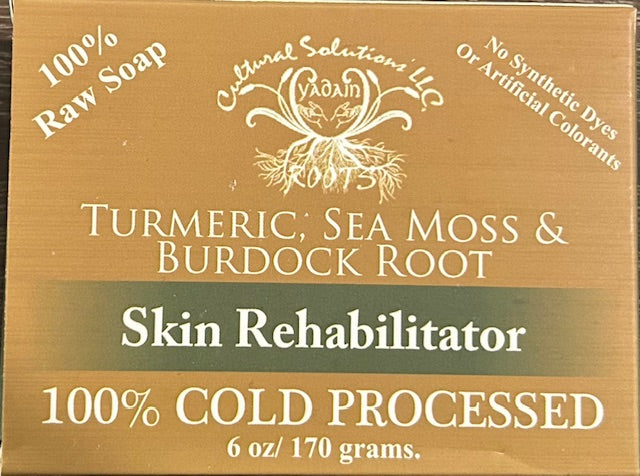 100%
Raw Soap
Cultural Solutions LLC.
Yadain
ROOTS
No Synthetic Dyes
Or Artificial Colorants
TURMERIC, SEA MOSS &
BURDOCK ROOT
Skin Rehabilitator
100% COLD PROCESSED
6 oz/ 170 grams.